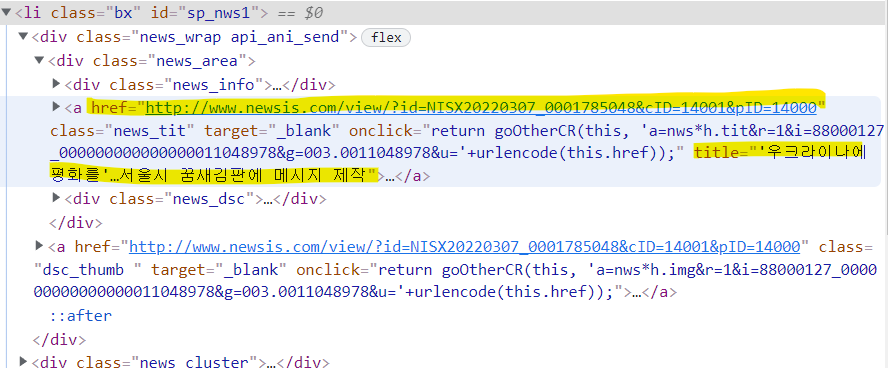 ▼<li class="bx" id="sp_nws1"> == $0
▼<div class="news_wrap api_ani_send"> flex
▼<div class="news_area">
▶<div class="news_info">…</div>
▶<a href="http://www.newsis.com/view/?id=NISX20220307_0001785048&cID=14001&pID=14000"
class="news_tit" target="_blank" onclick="return goOtherCR(this, 'a=nws*h.tit&r=1&i=88000127
_000000000000000011048978&g=003.0011048978&u='+urlencode(this.href));" title="'우크라이나에
평화를'…서울시 꿈새김판에 메시지 제작">…</a>
▶<div class="news_dsc">…</div>
</div>
▶<a href="http://www.newsis.com/view/?id=NISX20220307_0001785048&cID=14001&pID=14000" class=
"dsc_thumb " target="_blank" onclick="return goOtherCR(this, 'a=nws*h.img&r=1&i=88000127_0000
00000000000011048978&g=003.0011048978&u='+urlencode(this.href));">…</a>
::after
</div>
▶<div class="news_cluster">…</div>